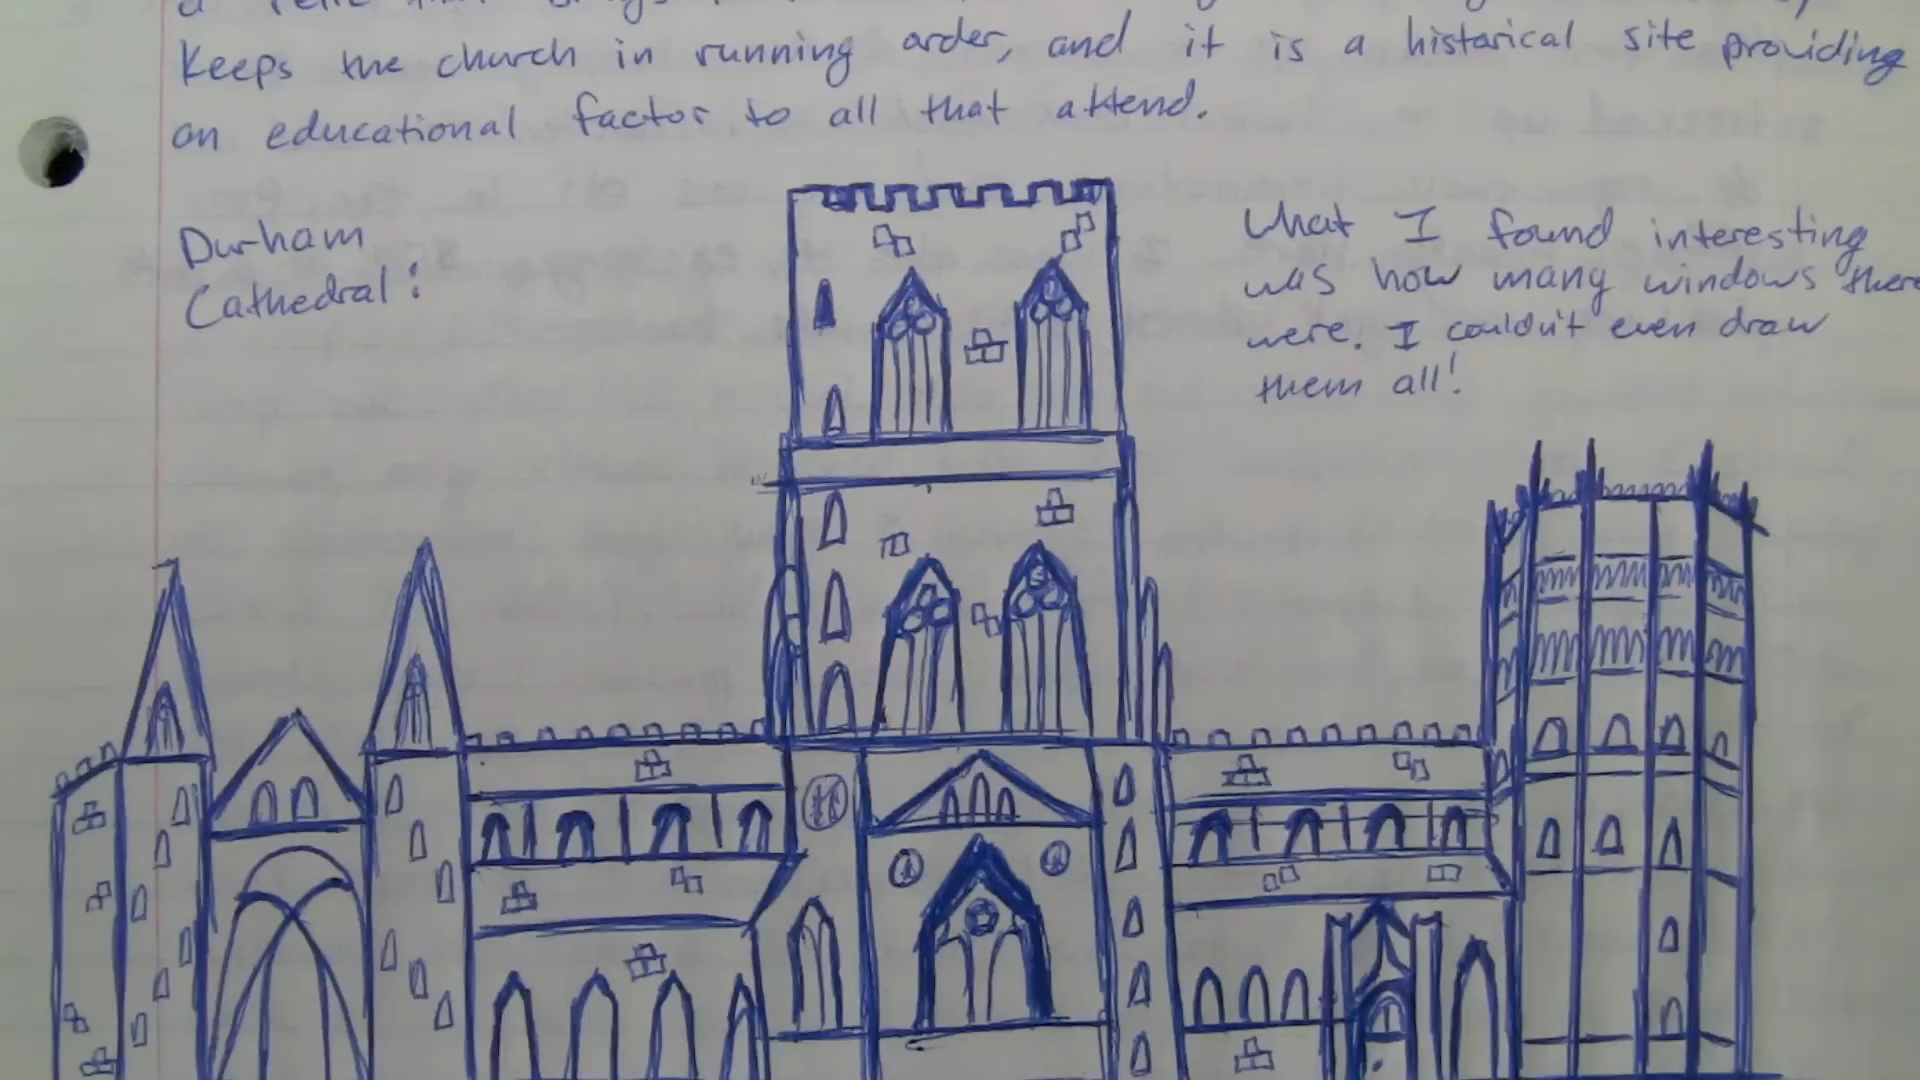 Keeps the church in running order, and it is a historical site providing
an educational factor to all that attend.
Durham
Cathedral:
What I found interesting
was how many windows there
were. I couldn't even draw
them all!